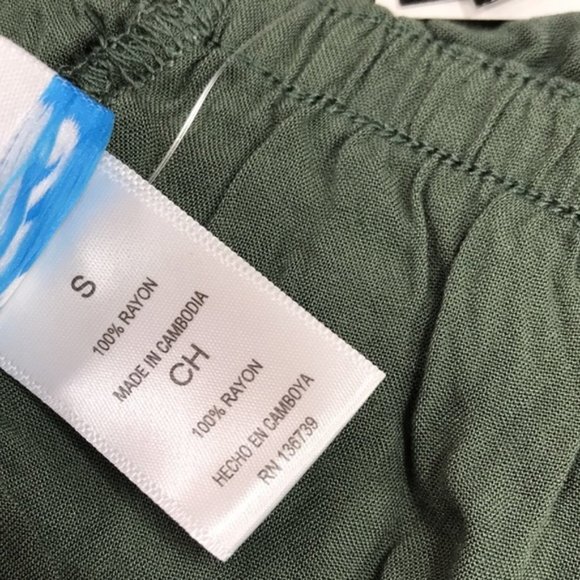 S
100% RAYON
MADE IN CAMBODIA
CH
100% RAYON
HECHO EN CAMBOYA
RN 136739